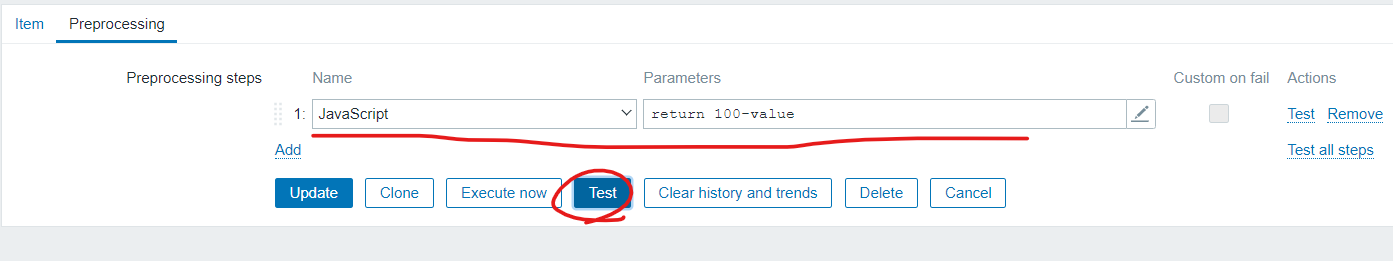 Item Preprocessing
Preprocessing steps Name Parameters Custom on fail Actions
1: JavaScript return 100-value Test Remove
Add Test all steps
Update Clone Execute now Test Clear history and trends Delete Cancel